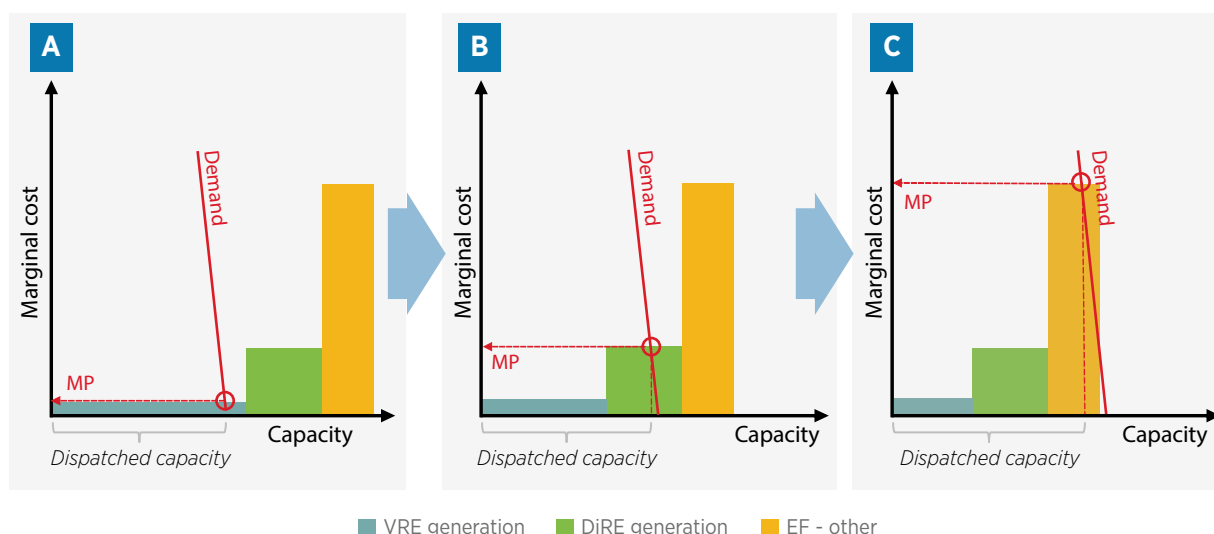 A
Marginal cost
Demand
MP
Capacity
Dispatched capacity
B
Marginal cost
Demand
MP
Capacity
Dispatched capacity
C
Marginal cost
Demand
MP
Capacity
Dispatched capacity
VRE generation
DiRE generation
EF - other